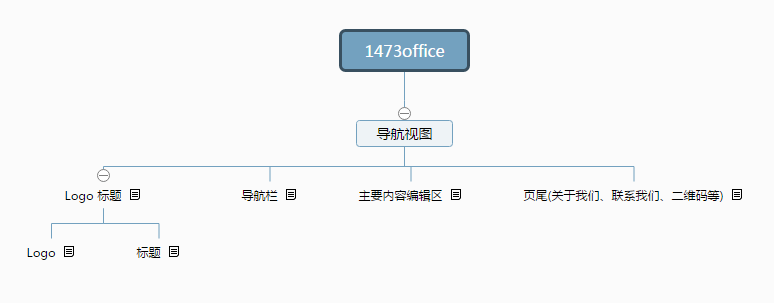 1473office
导航视图
Logo 标题
导航栏
主要内容编辑区
页尾(关于我们、联系我们、二维码等)
Logo
标题